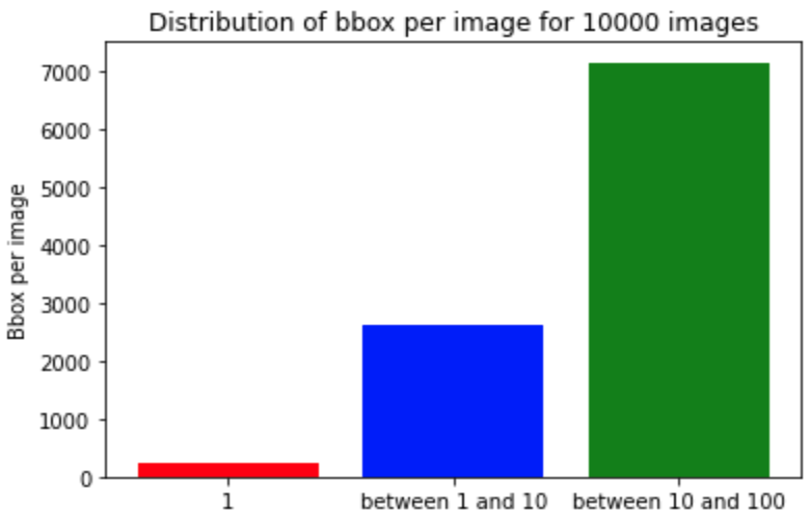 Distribution of bbox per image for 10000 images
Bbox per image
7000
6000
5000
4000
3000
2000
1000
0
1
between 1 and 10
between 10 and 100